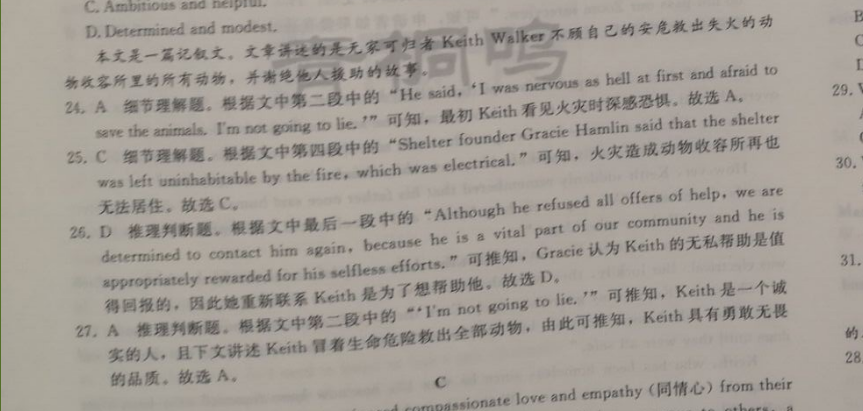 C. Ambitious and helpful.
D. Determined and modest.
本文是一篇记叙文。文章讲述的是无家可归者 Keith Walker 不顾自己的安危救出失火的动
物收容所里的所有动物，并谢绝他人援助的故事。
24. A 细节理解题。根据文中第二段中的“He said, ‘I was nervous as hell at first and afraid to
save the animals. I'm not going to lie.’”可知，最初 Keith 看见火灾时深感恐惧。故选 A。
25. C 细节理解题。根据文中第四段中的“Shelter founder Gracie Hamlin said that the shelter
was left uninhabitable by the fire, which was electrical.”可知，火灾造成动物收容所再也
无法居住。故选 C。
26. D 推理判断题。根据文中最后一段中的“Although he refused all offers of help, we are
determined to contact him again, because he is a vital part of our community and he is
appropriately rewarded for his selfless efforts.”可推知，Gracie 认为 Keith 的无私帮助是值
得回报的，因此她重新联系 Keith 是为了想帮助他。故选 D。
27. A 推理判断题。根据文中第二段中的“‘I'm not going to lie.’”可推知，Keith 是一个诚
实的人，且下文讲述 Keith 冒着生命危险救出全部动物，由此可推知，Keith 具有勇敢无畏
的品质。故选 A。
C
compassionate love and empathy (同情心) from their
29.
30.
31.
的
28